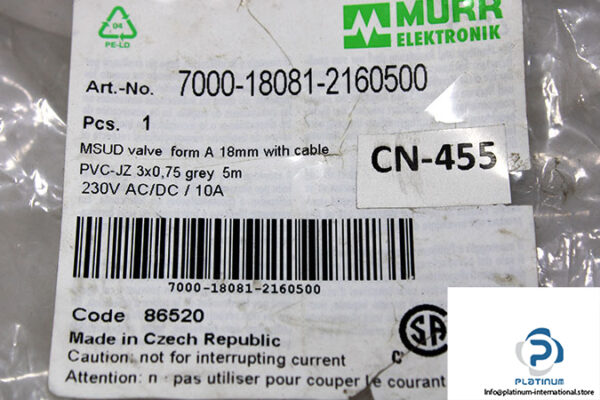 04
PE-LD
MURR
ELEKTRONIK
Art.-No. 7000-18081-2160500
Pcs. 1
MSUD valve form A 18mm with cable
PVC-JZ 3x0,75 grey 5m
230V AC/DC / 10A
CN-455
7000-18081-2160500
Code 86520
Made in Czech Republic
Caution: not for interrupting current
Attention: n pas utiliser pour couper le courant
C SA
PLATINUM
Info@platinum-international.store